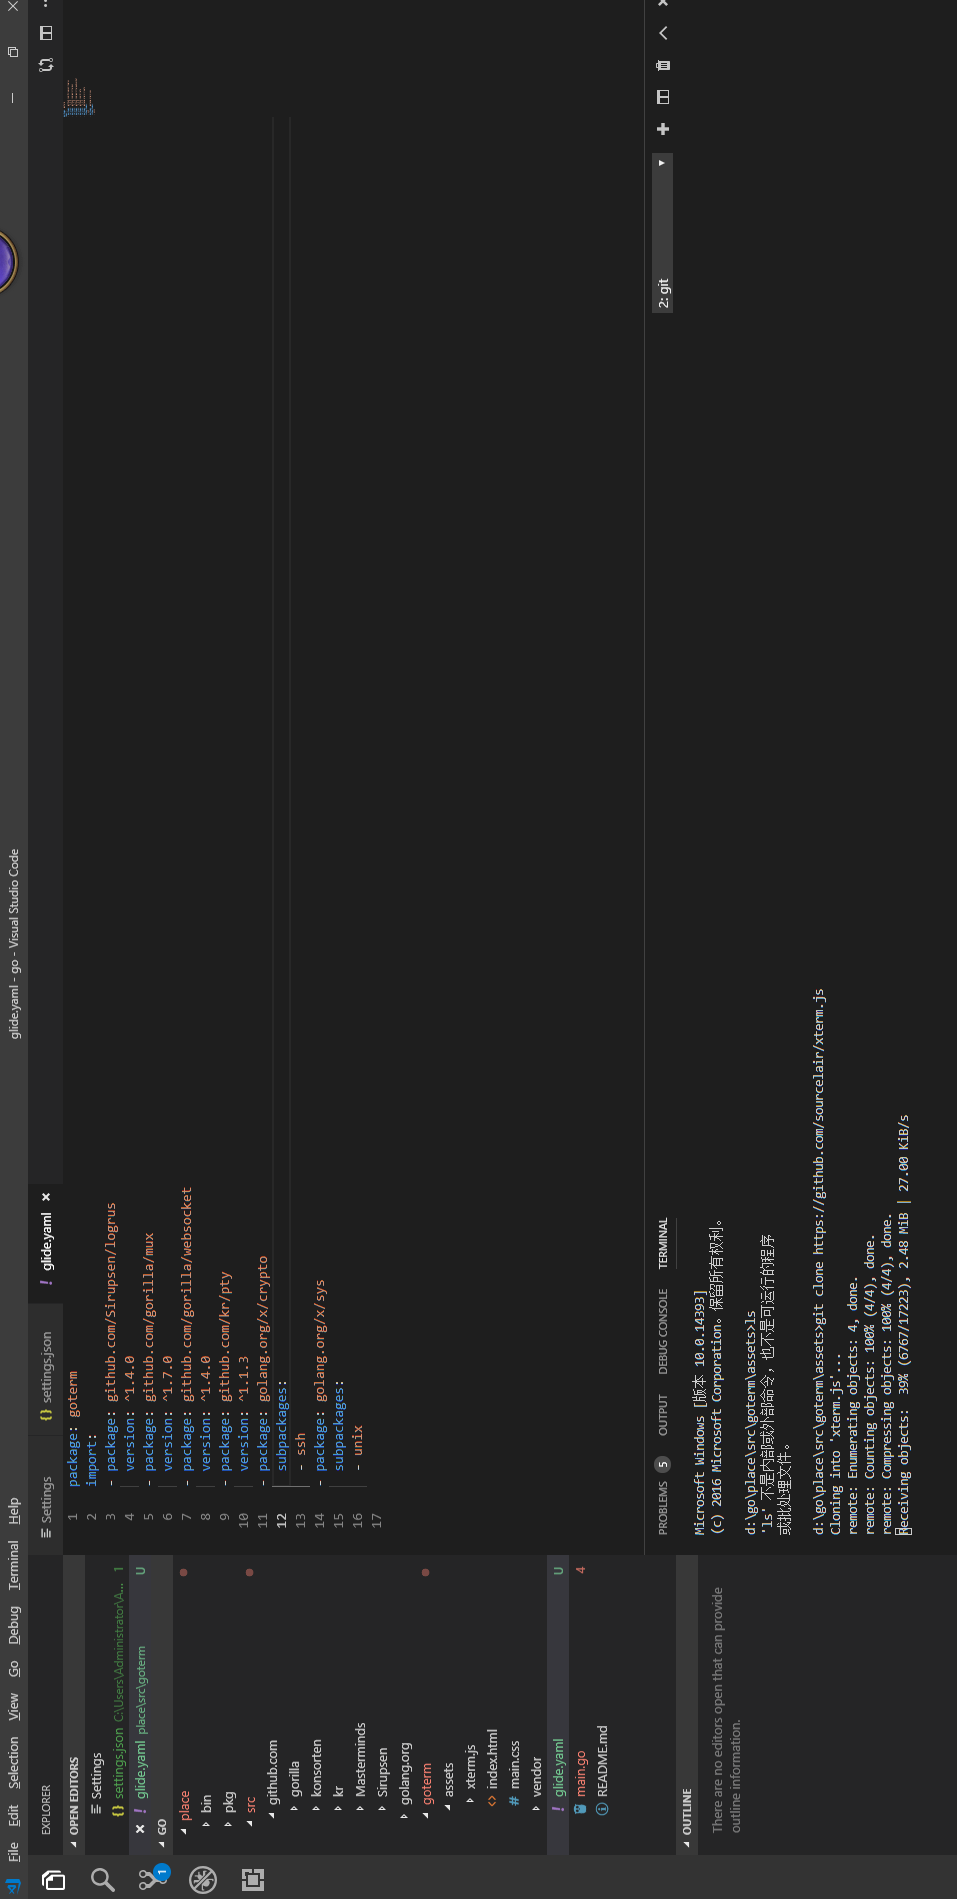 File Edit Selection View Go Debug Terminal Help
glide.yaml - go - Visual Studio Code
EXPLORER
OPEN EDITORS
Settings
settings.json C:\Users\Administrator\A... 1
glide.yaml place\src\goterm U
GO
place
bin
pkg
src
github.com
gorilla
konsorten
kr
Masterminds
Sirupsen
golang.org
goterm
assets
xterm.js
index.html
main.css
vendor
glide.yaml U
main.go 4
README.md
OUTLINE
There are no editors open that can provide
outline information.
1
Settings
settings.json
glide.yaml
1 package: goterm
2 import:
3 - package: github.com/Sirupsen/logrus
4 version: ^1.4.0
5 - package: github.com/gorilla/mux
6 version: ^1.7.0
7 - package: github.com/gorilla/websocket
8 version: ^1.4.0
9 - package: github.com/kr/pty
10 version: ^1.1.3
11 - package: golang.org/x/crypto
12 subpackages:
13 - ssh
14 - package: golang.org/x/sys
15 subpackages:
16 - unix
17
PROBLEMS 5 OUTPUT DEBUG CONSOLE TERMINAL
2: git
Microsoft Windows [版本 10.0.14393]
(c) 2016 Microsoft Corporation。保留所有权利。
d:\go\place\src\goterm\assets>ls
'ls' 不是内部或外部命令，也不是可运行的程序
或批处理文件。
d:\go\place\src\goterm\assets>git clone https://github.com/sourcelair/xterm.js
Cloning into 'xterm.js'...
remote: Enumerating objects: 4, done.
remote: Counting objects: 100% (4/4), done.
remote: Compressing objects: 100% (4/4), done.
Receiving objects:  39% (6767/17223), 2.48 MiB | 27.00 KiB/s